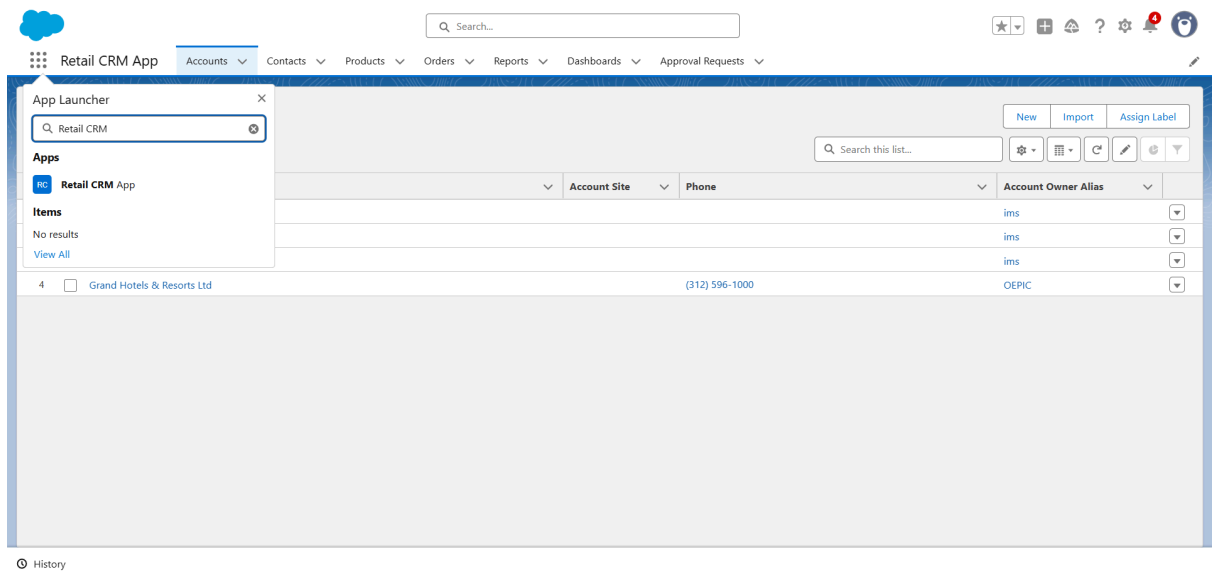 Search...
4
Retail CRM App
Accounts
Contacts
Products
Orders
Reports
Dashboards
Approval Requests
App Launcher
Retail CRM
Apps
RC Retail CRM App
Items
No results
View All
New
Import
Assign Label
Search this list...
Account Site
Phone
Account Owner Alias
ims
ims
ims
4 Grand Hotels & Resorts Ltd (312) 596-1000 OEPIC
History